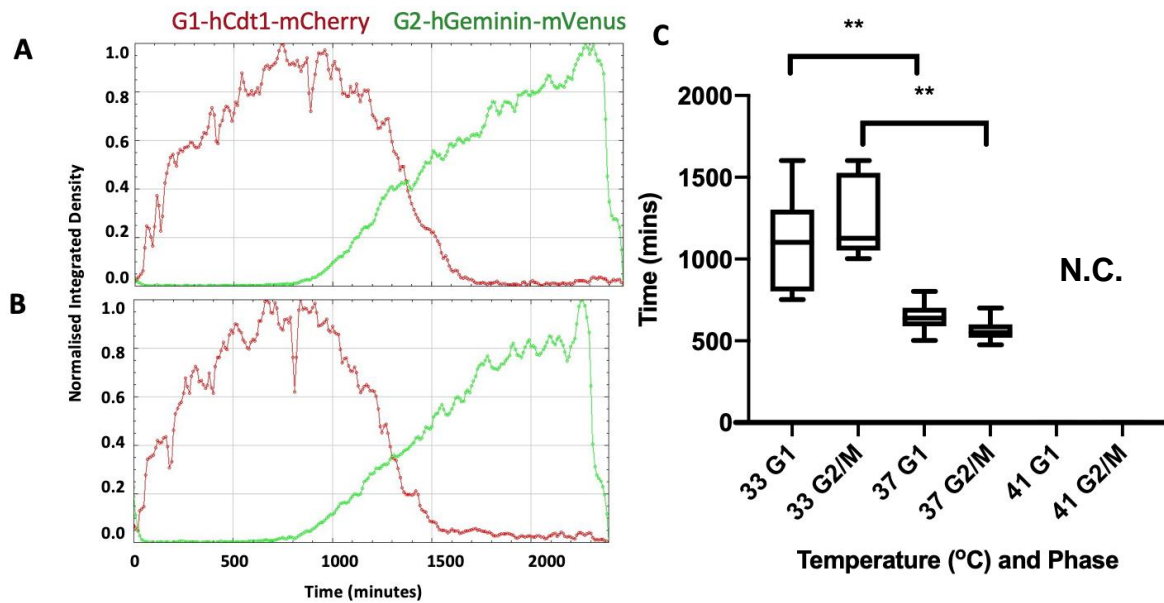 G1-hCdt1-mCherry G2-hGeminin-mVenus
A
1.0
0.8
0.6
0.4
0.2
0.0
B
1.0
0.8
0.6
0.4
0.2
0.0
0 500 1000 1500 2000
Normalised Integrated Density
Time (minutes)
C
**
**
2000
1500
1000
500
0
Time (mins)
N.C.
33 G1
33 G2/M
37 G1
37 G2/M
41 G1
41 G2/M
Temperature (ºC) and Phase